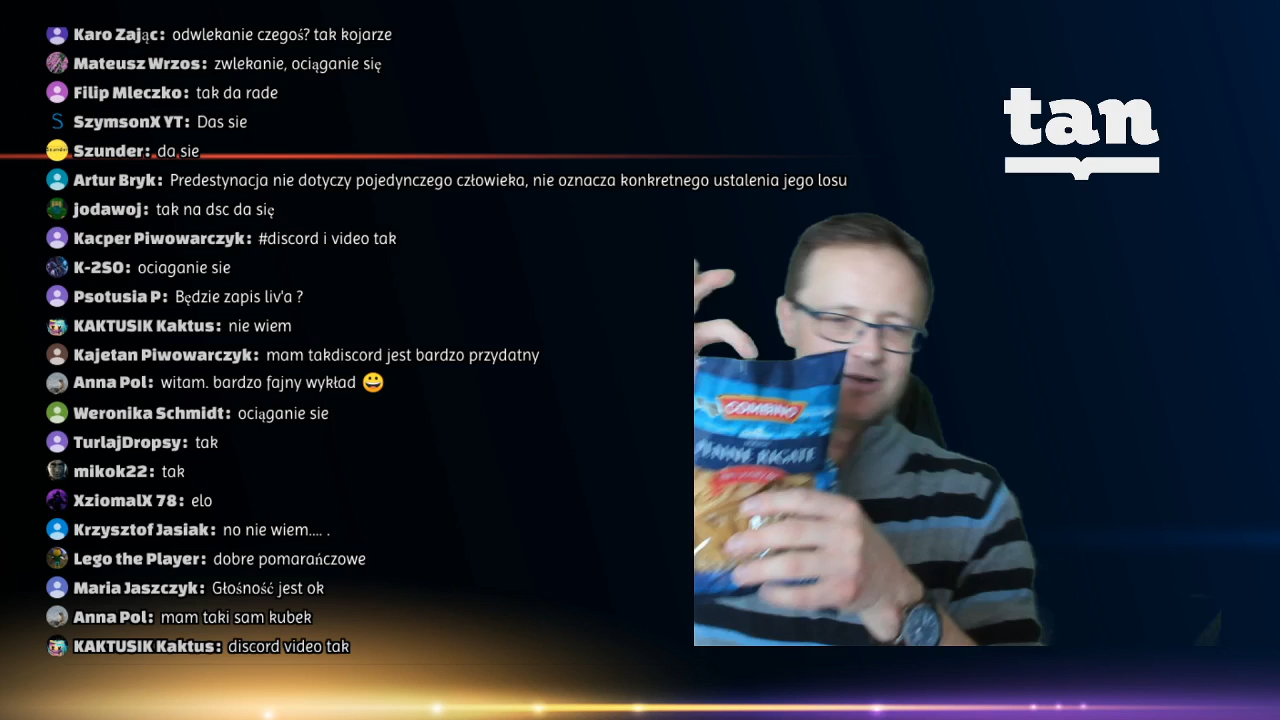 Karo Zając: odwlekanie czegoś? tak kojarze
Mateusz Wrzos: zwlekanie, ociąganie się
Filip Mleczko: tak da rade
SzymsonX YT: Das sie
Szunder: da sie
Artur Bryk: Predestynacja nie dotyczy pojedynczego człowieka, nie oznacza konkretnego ustalenia jego losu
jodawoj: tak na dsc da się
Kacper Piwowarczyk: #discord i video tak
K-2SO: ociaganie sie
Psotusia P: Będzie zapis liv'a ?
KAKTUSIK Kaktus: nie wiem
Kajetan Piwowarczyk: mam takdiscord jest bardzo przydatny
Anna Pol: witam. bardzo fajny wykład 😀
Weronika Schmidt: ociąganie sie
TurlajDropsy: tak
mikok22: tak
XziomalX 78: elo
Krzysztof Jasiak: no nie wiem.... .
Lego the Player: dobre pomarańczowe
Maria Jaszczyk: Głośność jest ok
Anna Pol: mam taki sam kubek
KAKTUSIK Kaktus: discord video tak
tan
COMBINO
PENNE RIGATE